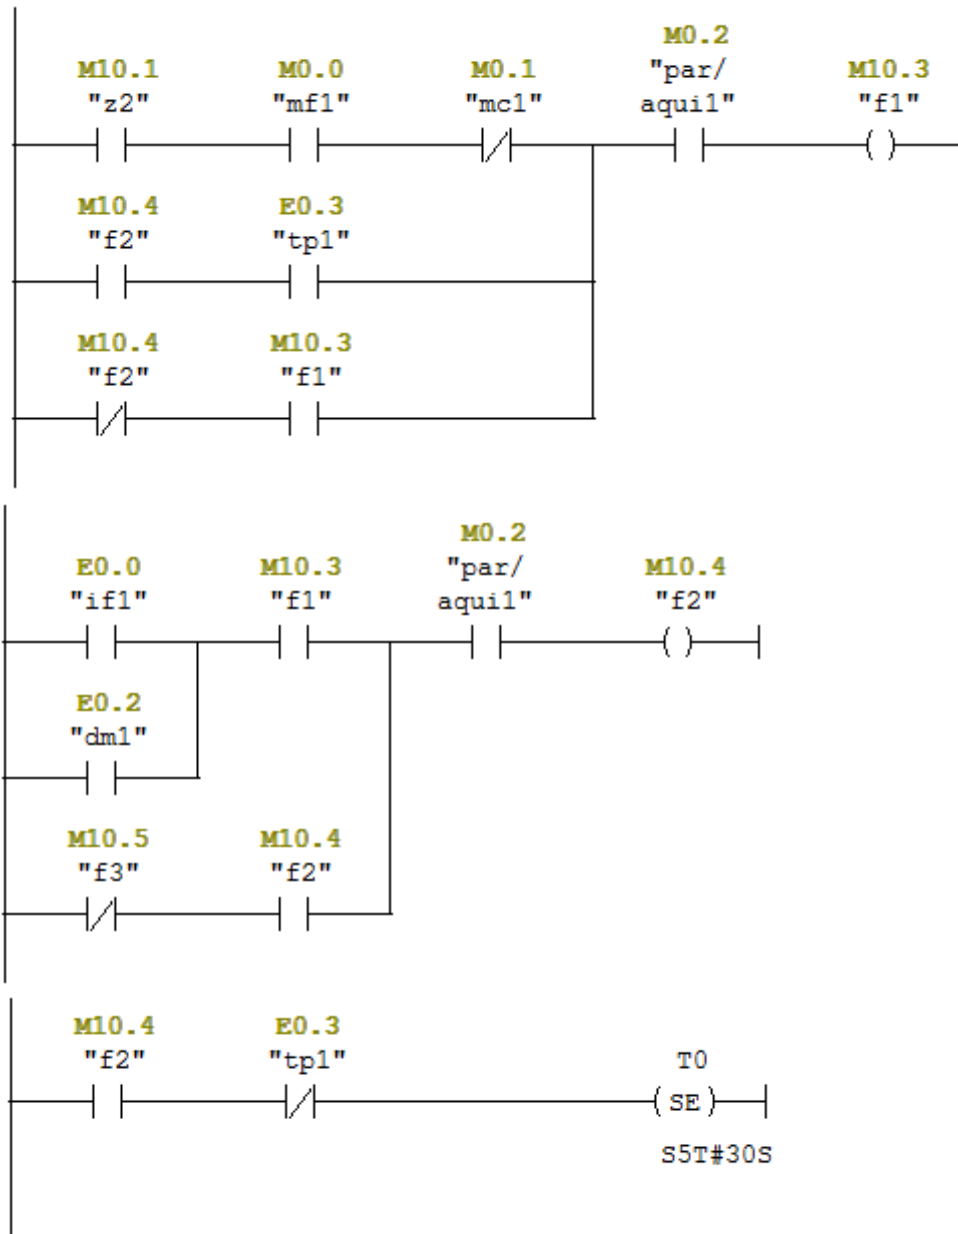 M0.2
M10.1 M0.0 M0.1 "par/ M10.3
"z2" "mf1" "mc1" aqui1" "f1"
M10.4 E0.3
"f2" "tp1"
M10.4 M10.3
"f2" "f1"
M0.2
E0.0 M10.3 "par/ M10.4
"if1" "f1" aqui1" "f2"
E0.2
"dm1"
M10.5 M10.4
"f3" "f2"
M10.4 E0.3
"f2" "tp1" T0
SE
S5T#30S